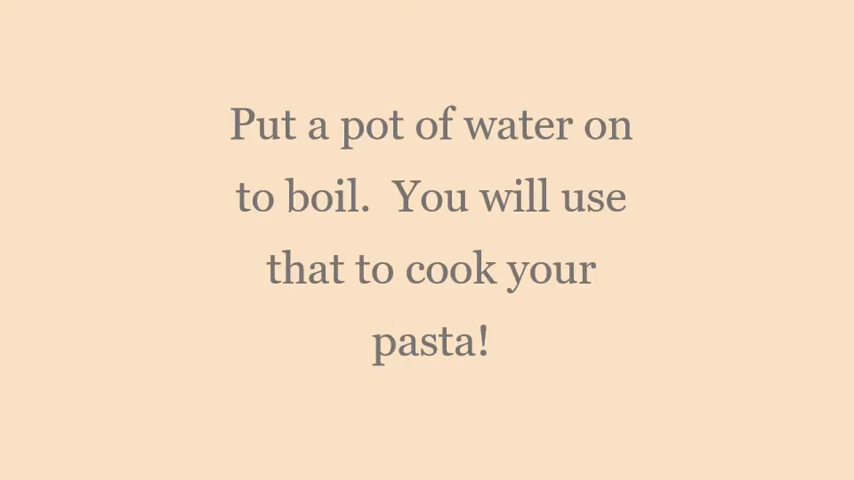 Put a pot of water on
to boil.  You will use
that to cook your
pasta!